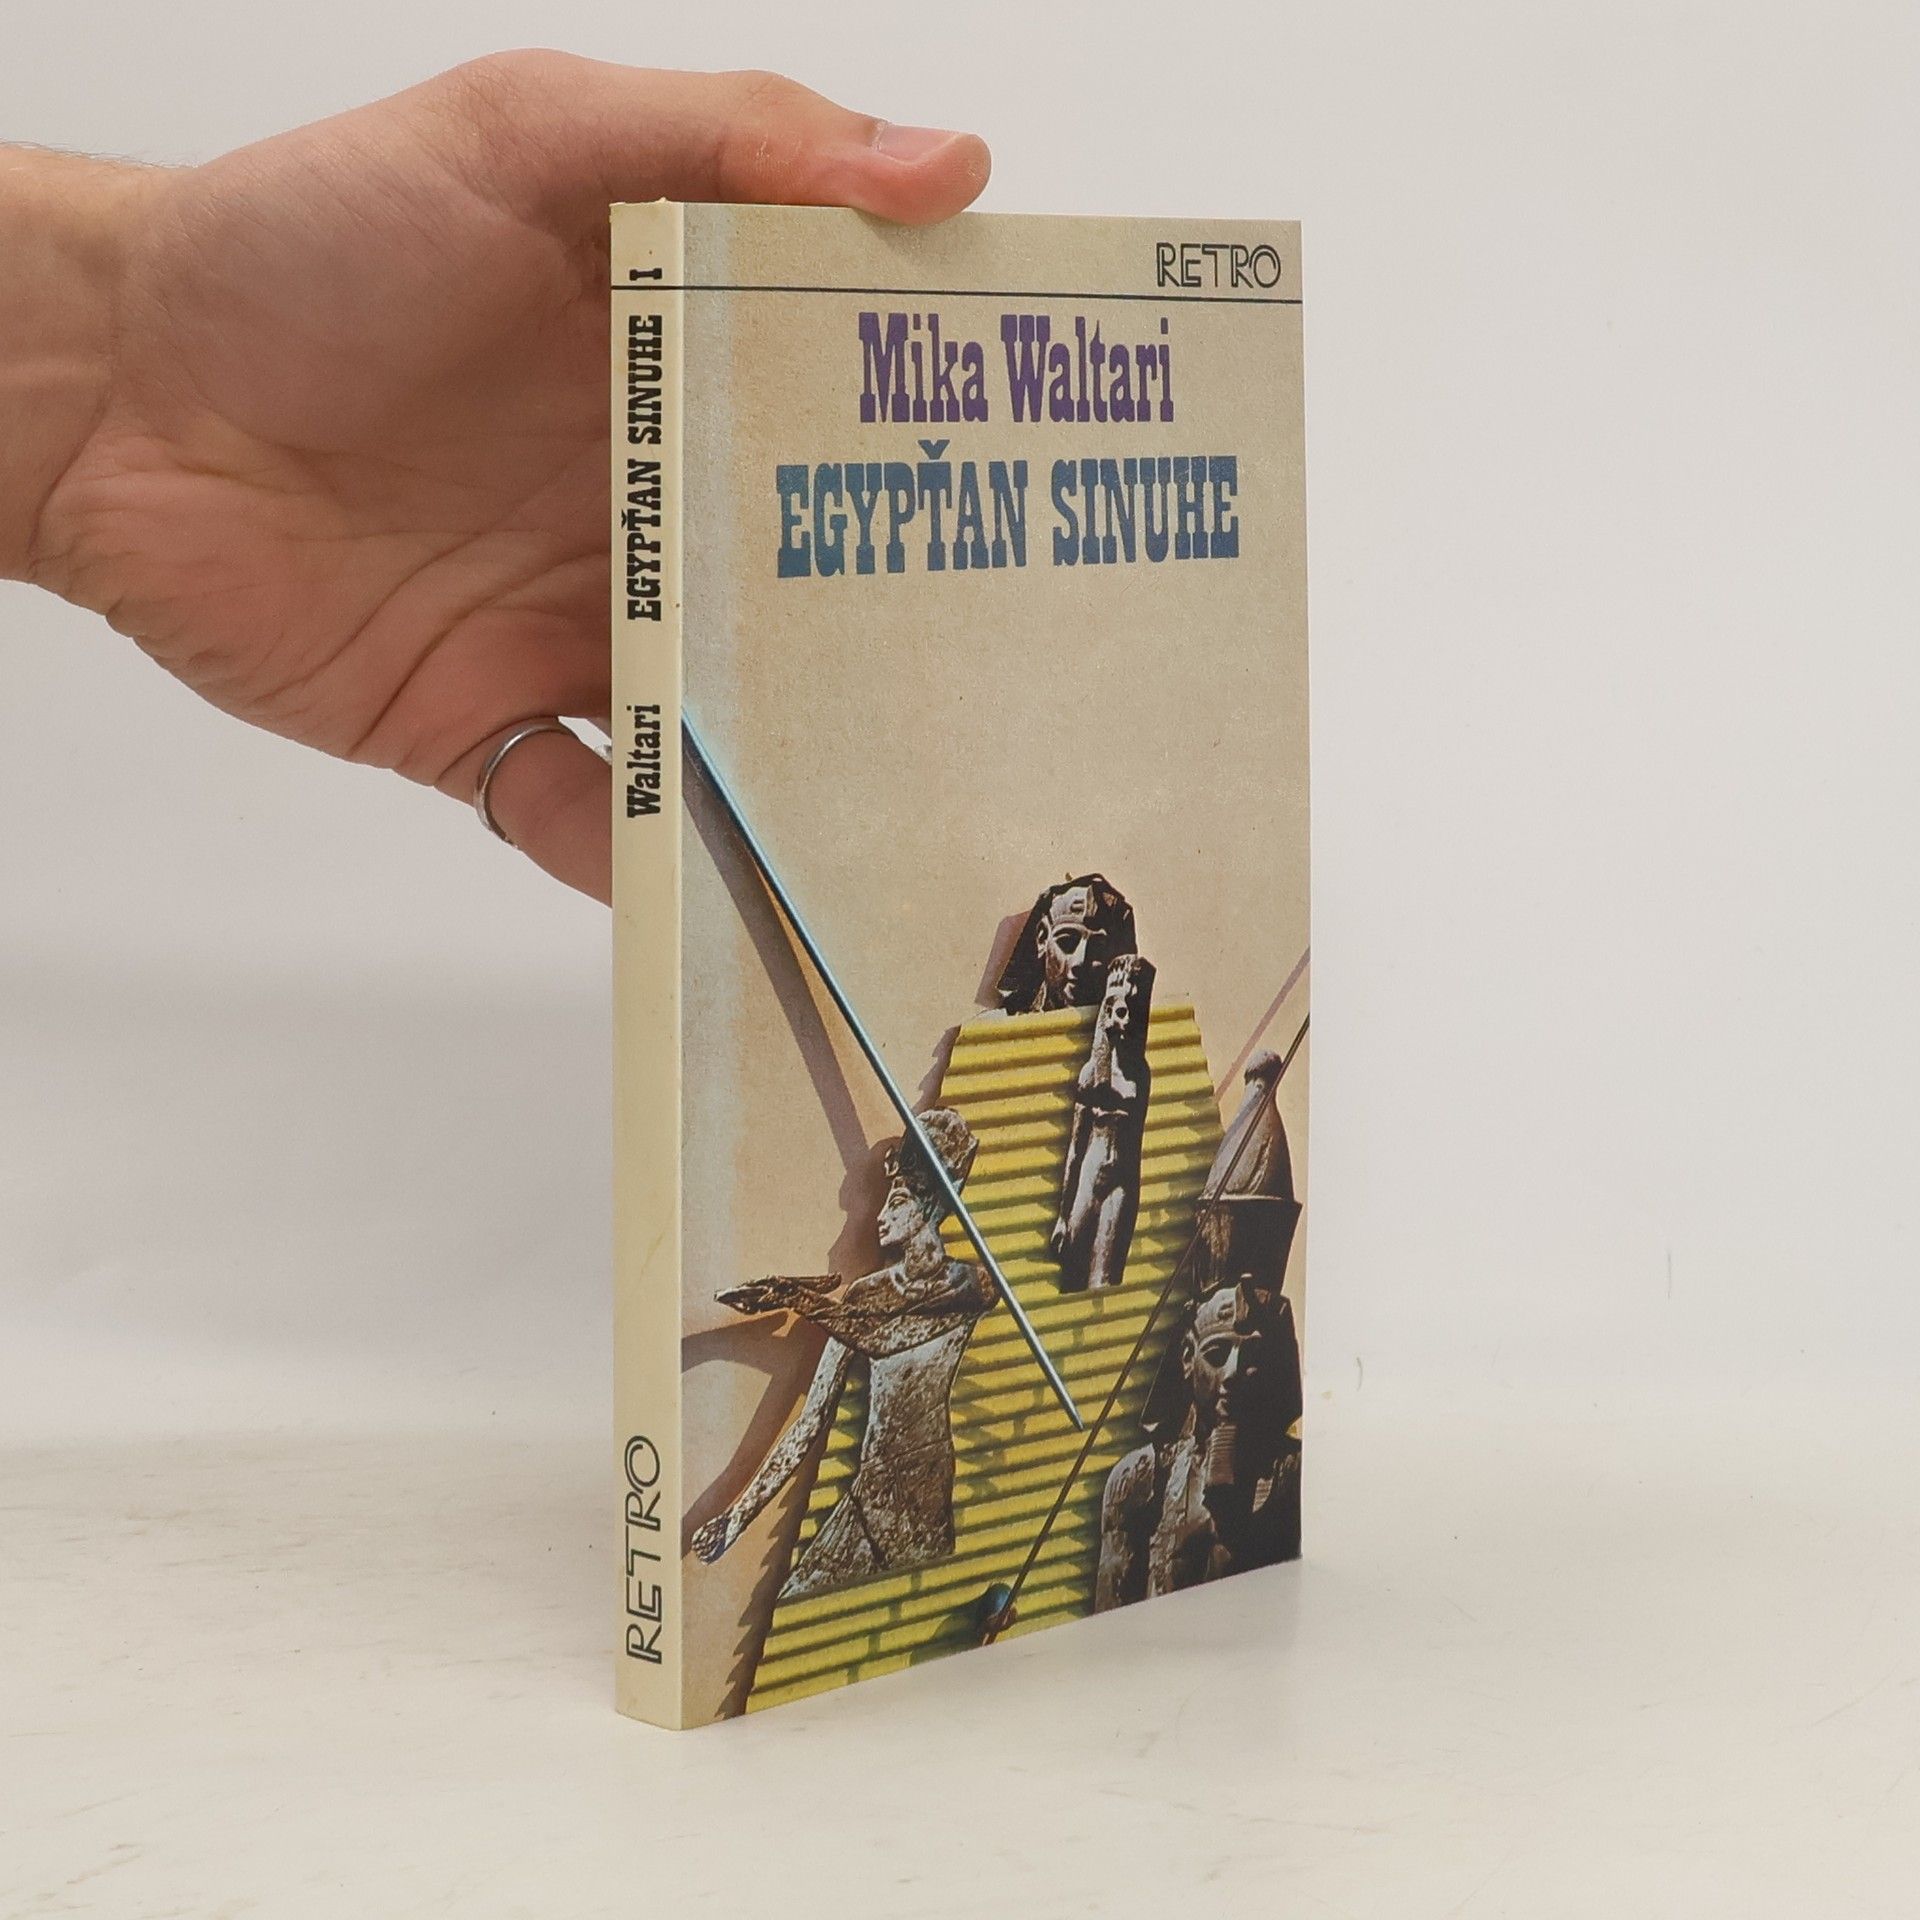 RETRO
Mika Waltari
EGYPŤAN SINUHE
Waltari EGYPŤAN SINUHE I
RETRO